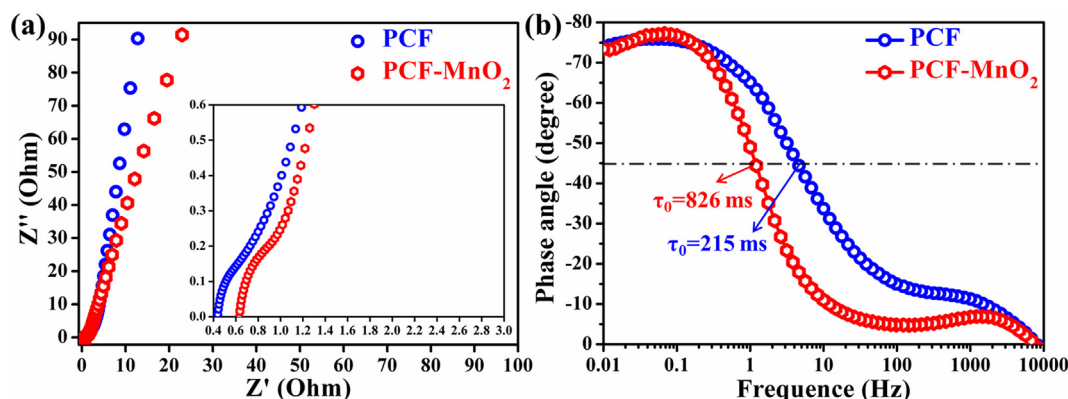 (a)
PCF
PCF-MnO₂
Z'' (Ohm)
90
80
70
60
50
40
30
20
10
0
0.6
0.5
0.4
0.3
0.2
0.1
0.0
0.4 0.6 0.8 1.0 1.2 1.4 1.6 1.8 2.0 2.2 2.4 2.6 2.8 3.0
0 10 20 30 40 50 60 70 80 90 100
Z' (Ohm)
(b)
PCF
PCF-MnO₂
Phase angle (degree)
-80
-70
-60
-50
-40
-30
-20
-10
0
τ₀=826 ms
τ₀=215 ms
0.01 0.1 1 10 100 1000 10000
Frequence (Hz)